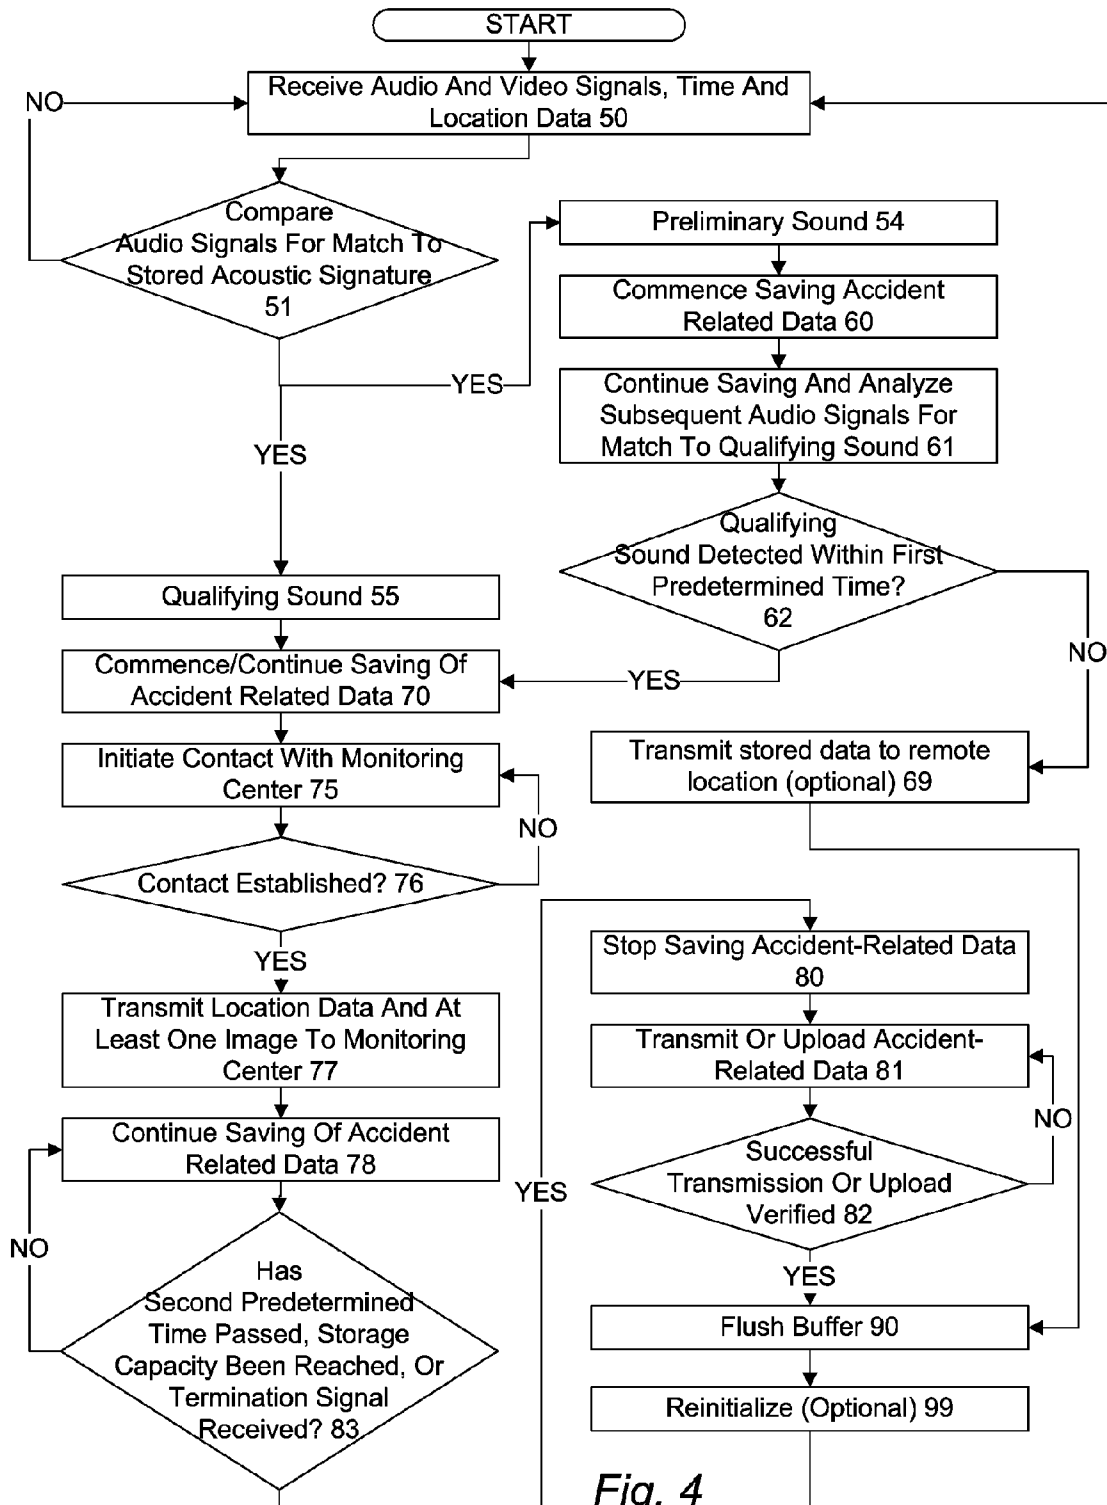 START
Receive Audio And Video Signals, Time And
Location Data 50
NO
Compare
Audio Signals For Match To
Stored Acoustic Signature
51
Preliminary Sound 54
Commence Saving Accident
Related Data 60
YES
Continue Saving And Analyze
Subsequent Audio Signals For
Match To Qualifying Sound 61
YES
Qualifying
Sound Detected Within First
Predetermined Time?
62
Qualifying Sound 55
NO
Commence/Continue Saving Of
Accident Related Data 70
YES
Initiate Contact With Monitoring
Center 75
Transmit stored data to remote
location (optional) 69
NO
Contact Established? 76
YES
Stop Saving Accident-Related Data
80
Transmit Location Data And At
Least One Image To Monitoring
Center 77
Transmit Or Upload Accident-
Related Data 81
NO
Continue Saving Of Accident
Related Data 78
YES
Successful
Transmission Or Upload
Verified 82
NO
YES
Has
Second Predetermined
Time Passed, Storage
Capacity Been Reached, Or
Termination Signal
Received? 83
Flush Buffer 90
Reinitialize (Optional) 99
Fig. 4